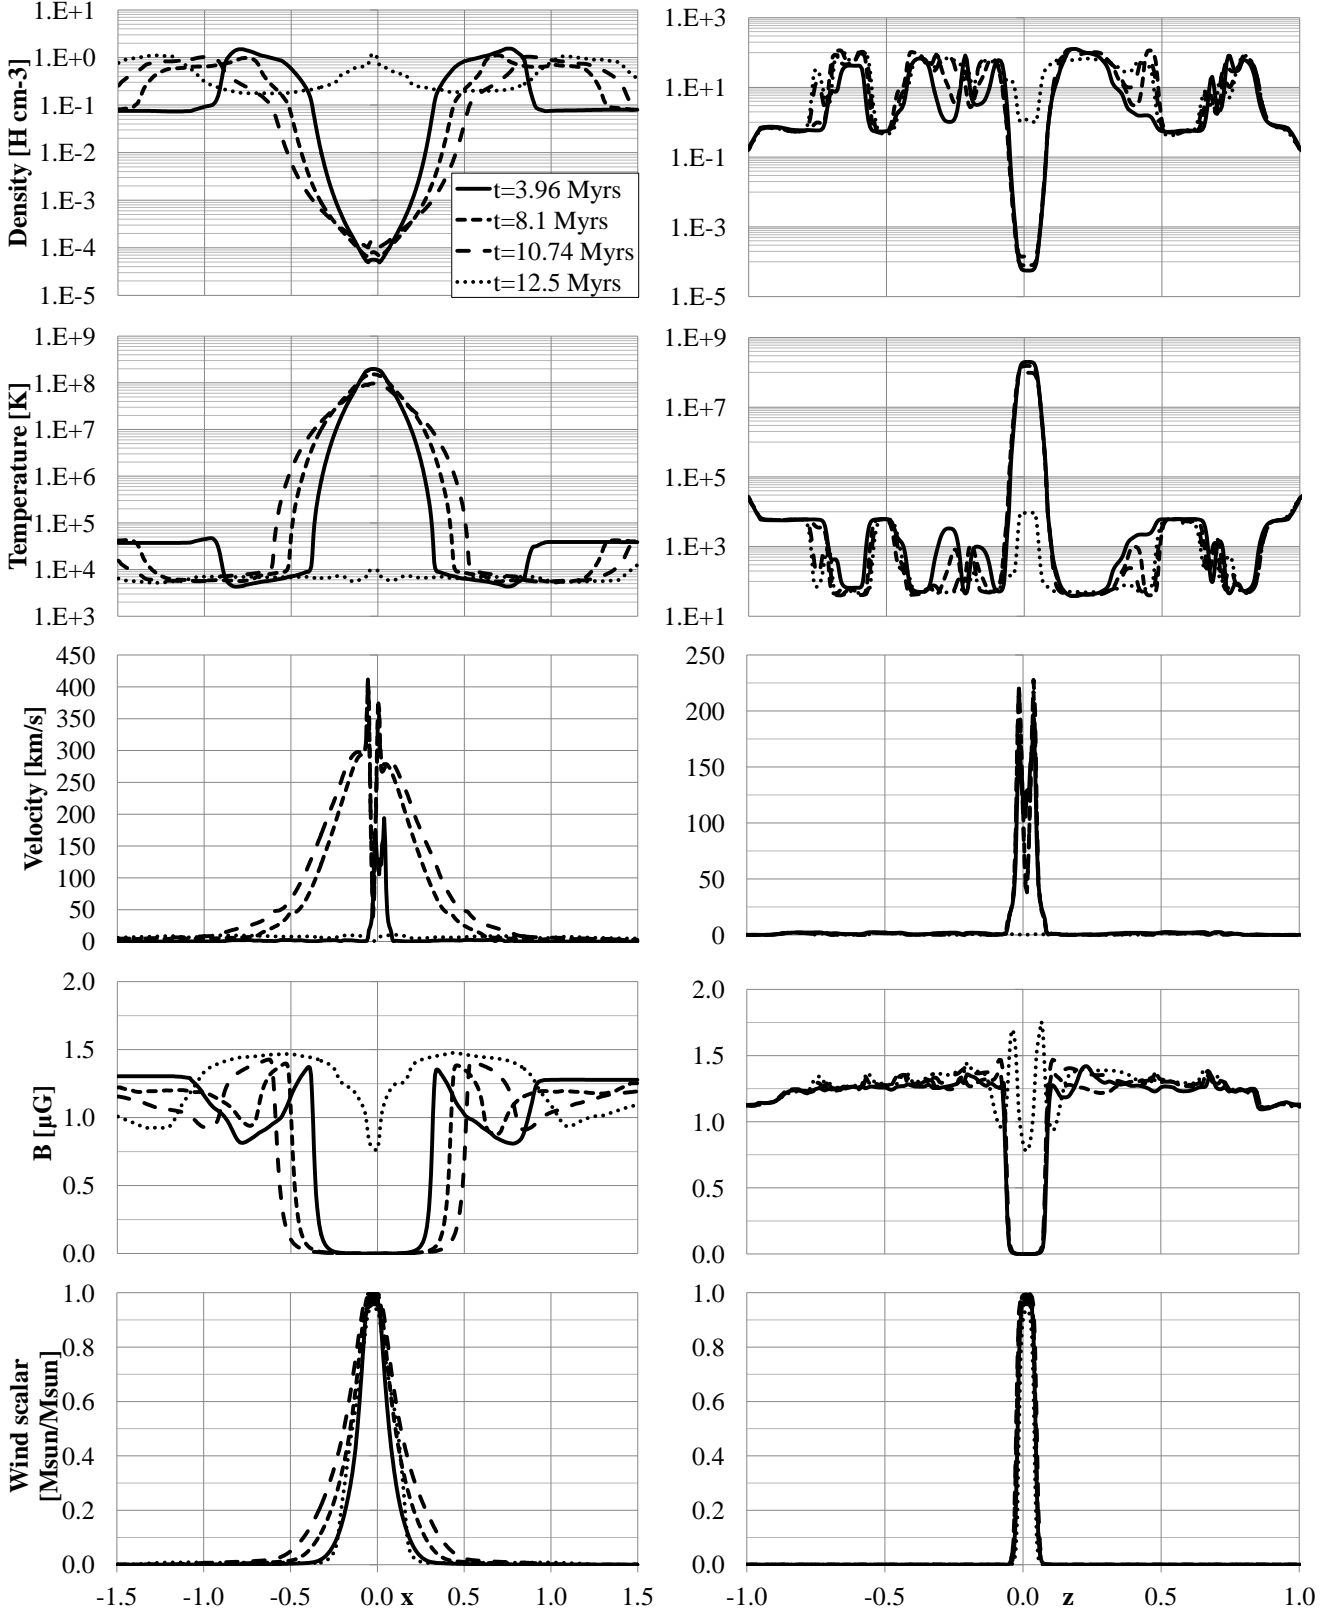 Density [H cm-3]
1.E+1
1.E+0
1.E-1
1.E-2
1.E-3
1.E-4
1.E-5
t=3.96 Myrs
t=8.1 Myrs
t=10.74 Myrs
t=12.5 Myrs
1.E+3
1.E+1
1.E-1
1.E-3
1.E-5
Temperature [K]
1.E+9
1.E+8
1.E+7
1.E+6
1.E+5
1.E+4
1.E+3
1.E+9
1.E+7
1.E+5
1.E+3
1.E+1
Velocity [km/s]
450
400
350
300
250
200
150
100
50
0
250
200
150
100
50
0
B [µG]
2.0
1.5
1.0
0.5
0.0
2.0
1.5
1.0
0.5
0.0
Wind scalar
[Msun/Msun]
1.0
0.8
0.6
0.4
0.2
0.0
-1.5 -1.0 -0.5 0.0 x 0.5 1.0 1.5
1.0
0.8
0.6
0.4
0.2
0.0
-1.0 -0.5 0.0 z 0.5 1.0